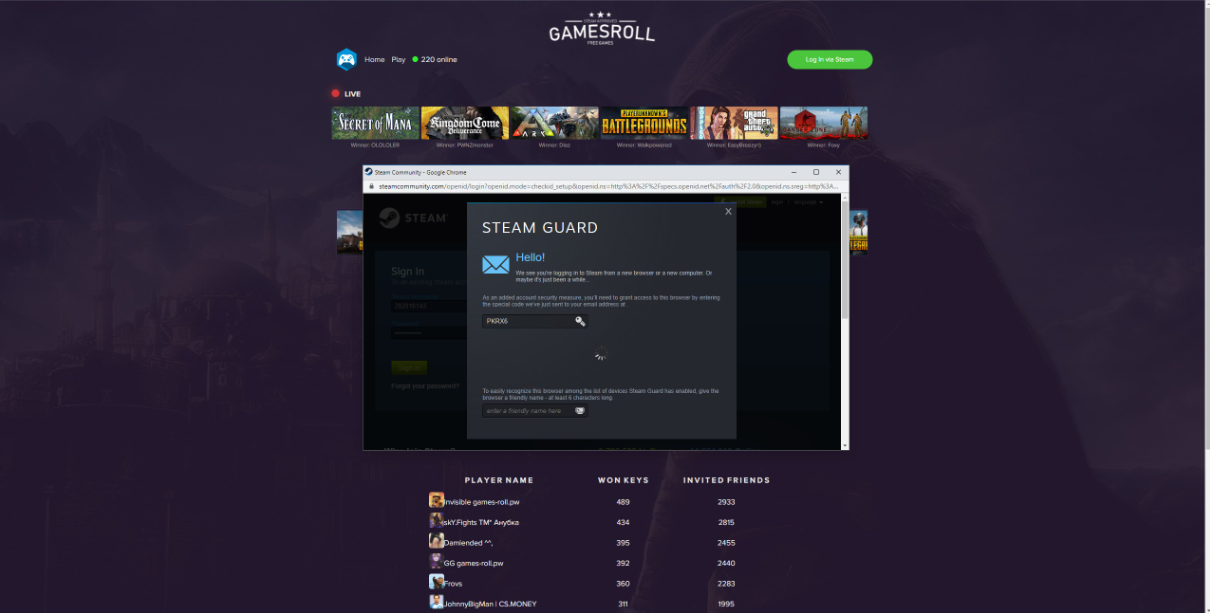 STEAM-APPROVED
GAMESROLL
FREE GAMES
Home Play 220 online
Log In via Steam
LIVE
SECRET of MANA
KINGDOM COME
DELIVERANCE
ARK
PLAYERUNKNOWN'S
BATTLEGROUNDS
grand
theft
auto
Winner: OLOLOLER
Winner: PWNZmonster
Winner: Disc
Winner: Walkpowered
Winner: Foxy
Steam Community - Google Chrome
steamcommunity.com/openid/login?openid.mode=checkid_setup&openid.ns=http%3A%2F%2Fspecs.openid.net%2Fauth%2F2.0&openid.ns.sreg=http%3A...
STEAM
login | language
X
STEAM GUARD
Hello!
We see you're logging in to Steam from a new browser or a new computer. Or
maybe it's just been a while...
As an added account security measure, you'll need to grant access to this browser by entering
the special code we've just sent to your email address at .
PKRX6
Sign In
Sign in
Forgot your password?
To easily recognize this browser among the list of devices Steam Guard has enabled, give the
browser a friendly name - at least 6 characters long.
enter a friendly name here
PLAYER NAME WON KEYS INVITED FRIENDS
Invisible games-roll.pw 489 2933
skY.Fights TM* Анубка 434 2815
Damiended ^^, 395 2455
GG games-roll.pw 392 2440
Frovs 360 2283
JohnnyBigMan | CS.MONEY 311 1995